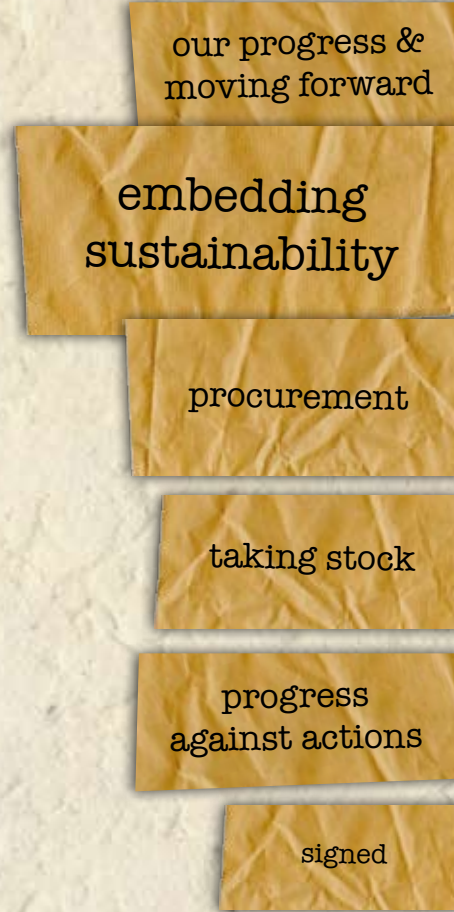 our progress &
moving forward
embedding
sustainability
procurement
taking stock
progress
against actions
signed